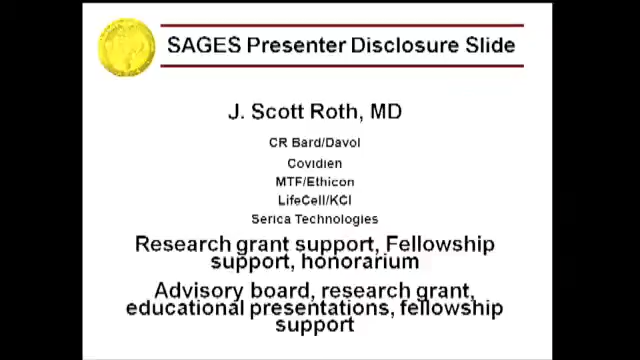 SAGES Presenter Disclosure Slide
J. Scott Roth, MD
CR Bard/Davol
Covidien
MTF/Ethicon
LifeCell/KCI
Serica Technologies
Research grant support, Fellowship
support, honorarium
Advisory board, research grant,
educational presentations, fellowship
support